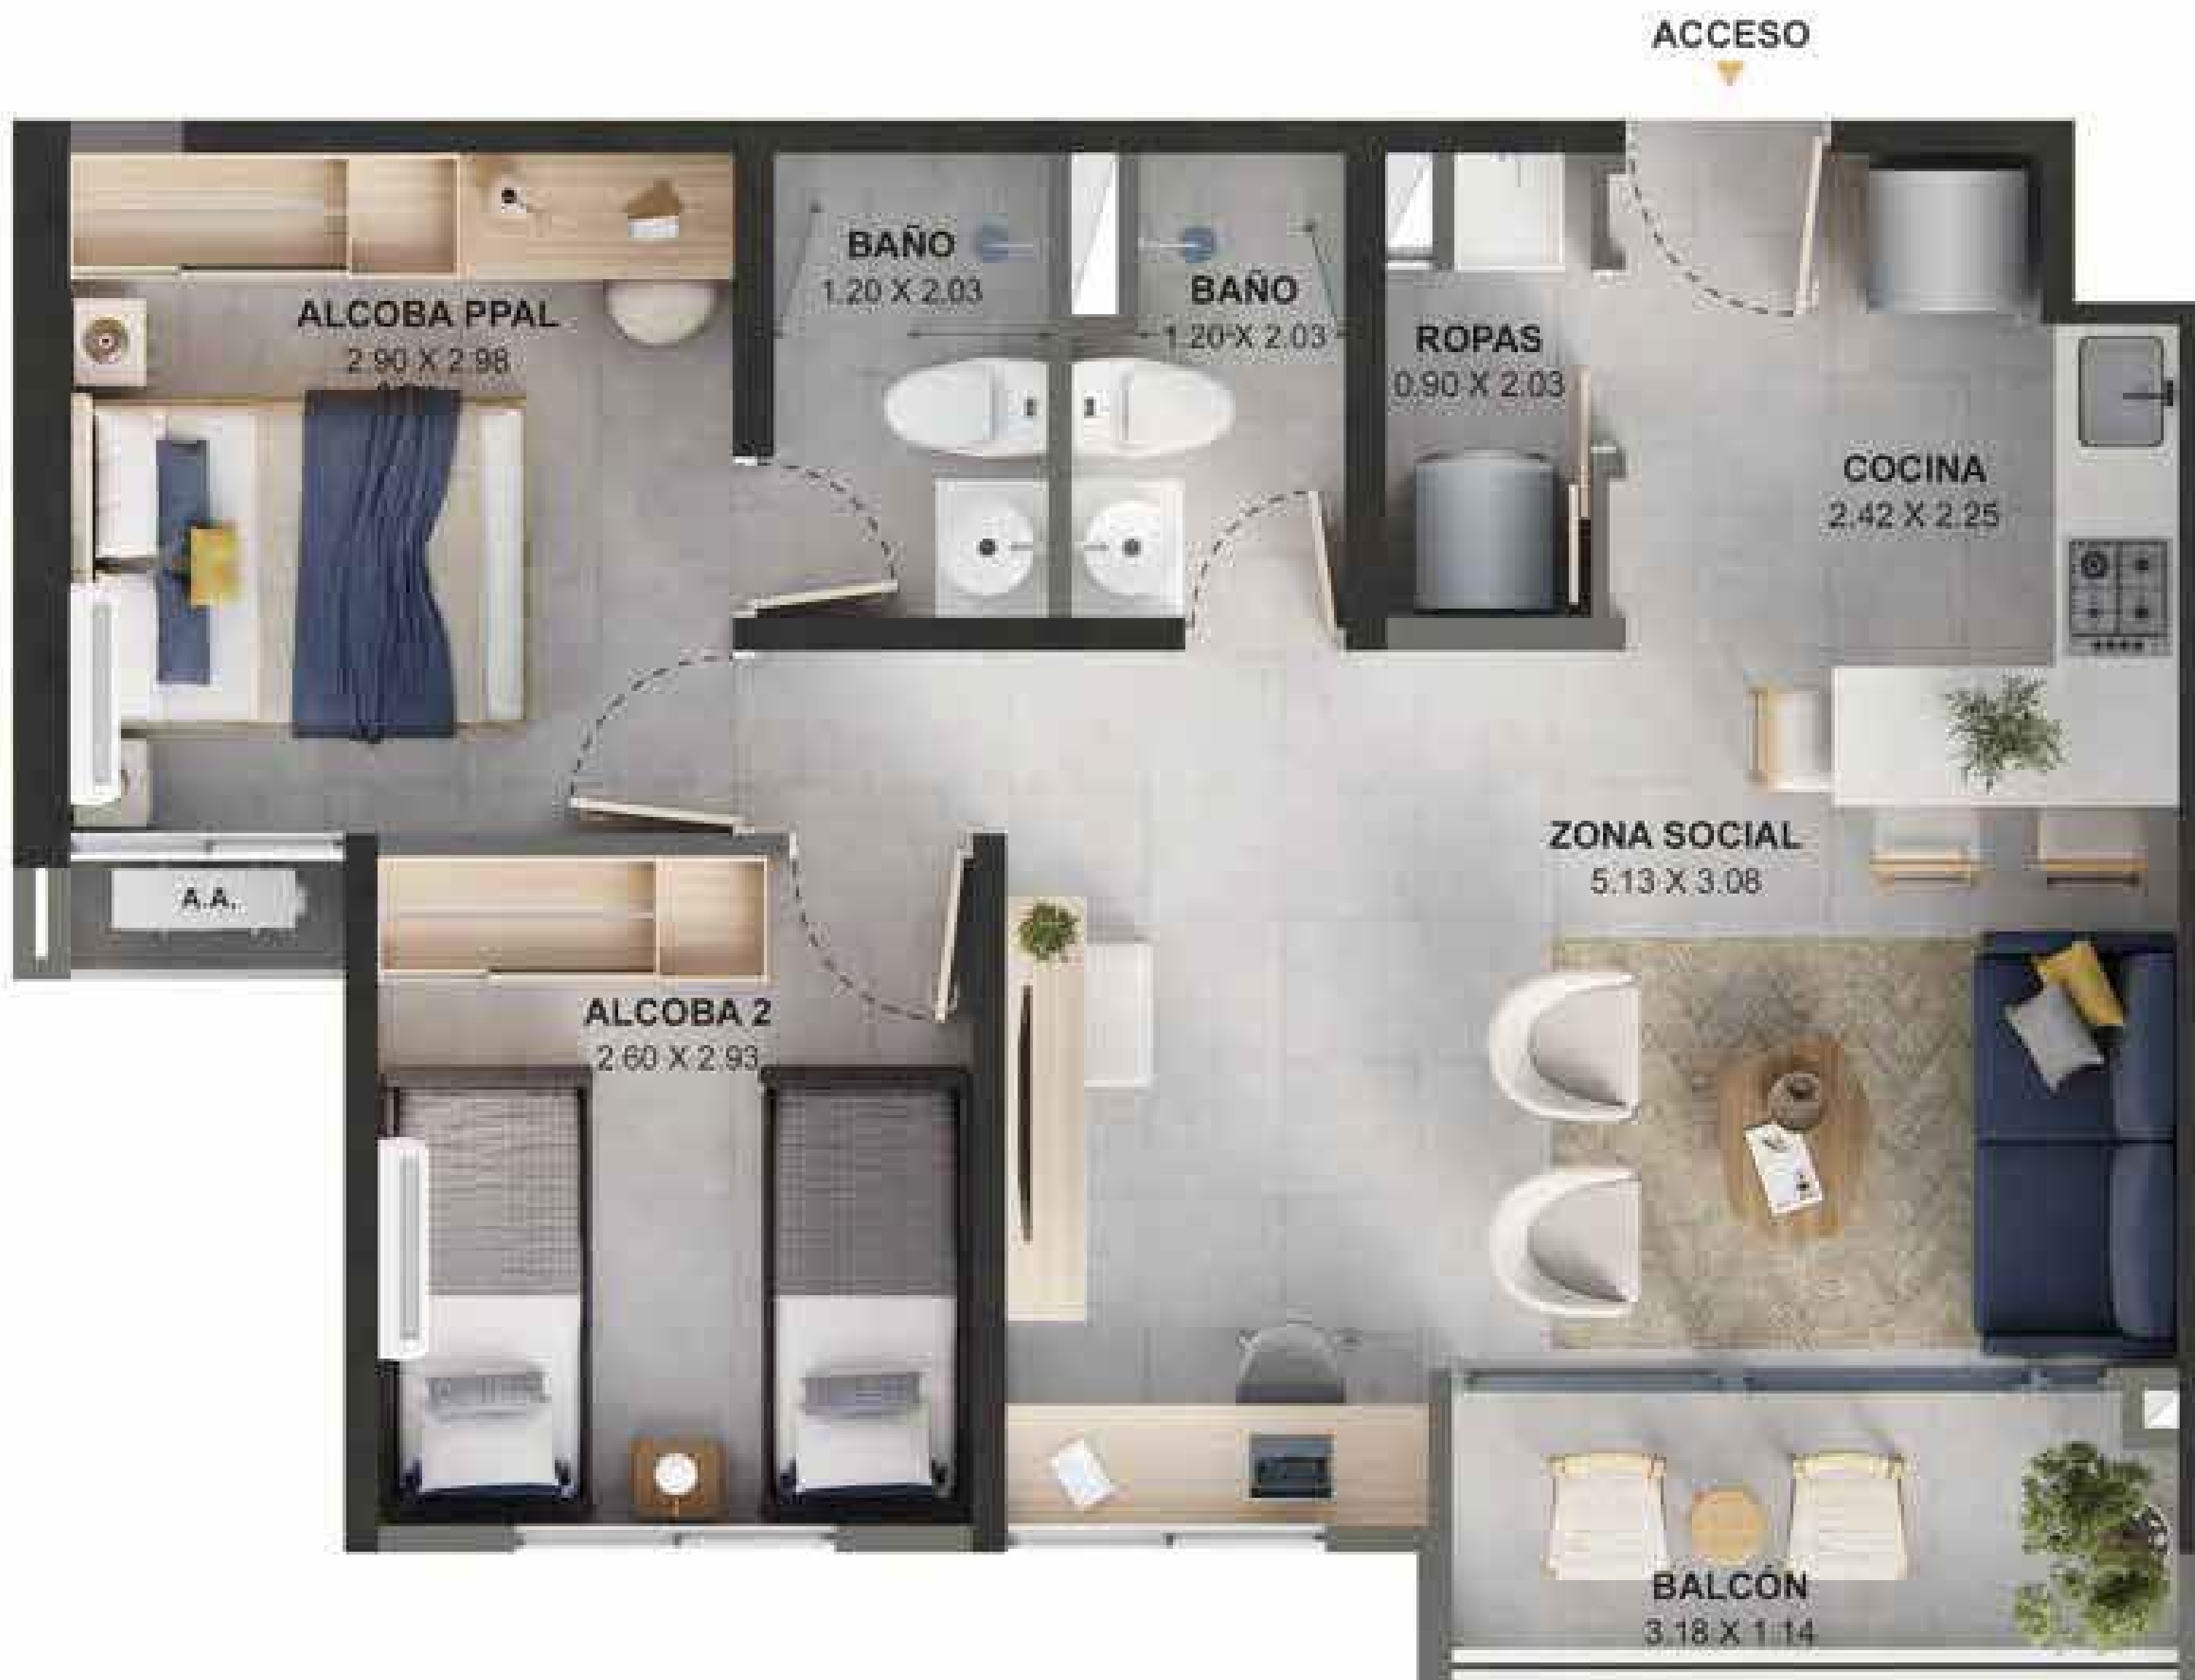 ACCESO
BAÑO
1.20 X 2.03
BAÑO
1.20 X 2.03
ALCOBA PPAL
2.90 X 2.98
ROPAS
0.90 X 2.03
COCINA
2.42 X 2.25
ZONA SOCIAL
5.13 X 3.08
A.A.
ALCOBA 2
2.60 X 2.93
BALCÓN
3.18 X 1.14